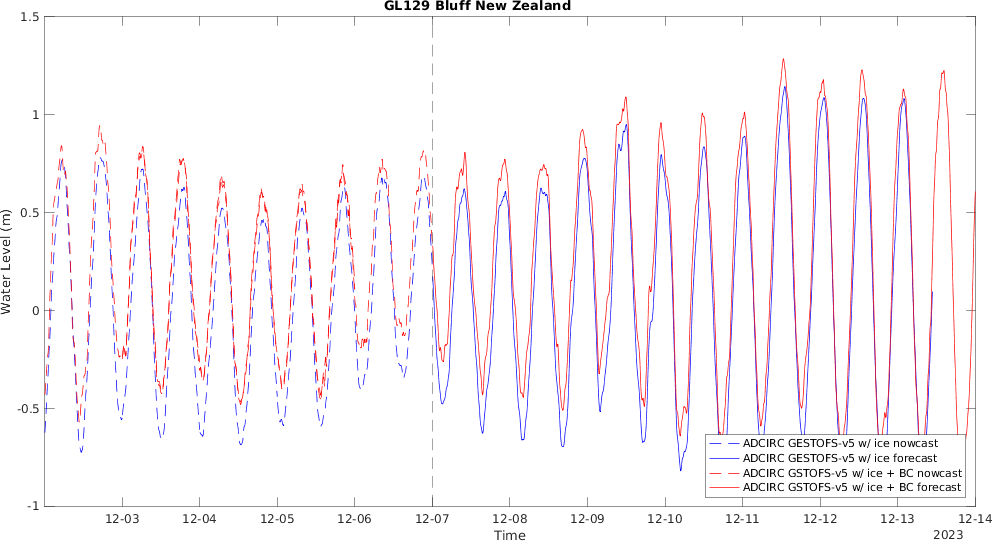 GL129 Bluff New Zealand
1.5
1
0.5
0
-0.5
-1
Water Level (m)
12-03
12-04
12-05
12-06
12-07
12-08
12-09
12-10
12-11
12-12
12-13
12-14
Time
2023
ADCIRC GESTOFS-v5 w/ ice nowcast
ADCIRC GESTOFS-v5 w/ ice forecast
ADCIRC GSTOFS-v5 w/ ice + BC nowcast
ADCIRC GSTOFS-v5 w/ ice + BC forecast